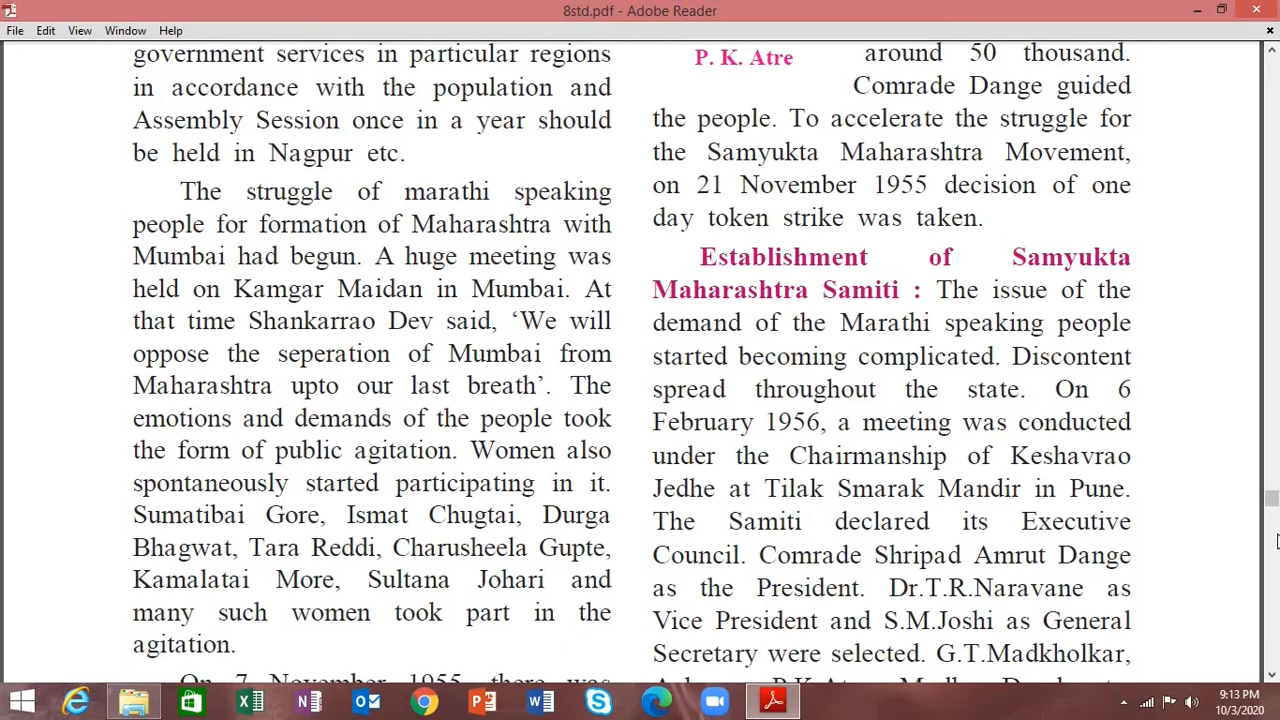 8std.pdf - Adobe Reader
File Edit View Window Help
government services in particular regions
in accordance with the population and
Assembly Session once in a year should
be held in Nagpur etc.
The struggle of marathi speaking
people for formation of Maharashtra with
Mumbai had begun. A huge meeting was
held on Kamgar Maidan in Mumbai. At
that time Shankarrao Dev said, ‘We will
oppose the seperation of Mumbai from
Maharashtra upto our last breath’. The
emotions and demands of the people took
the form of public agitation. Women also
spontaneously started participating in it.
Sumatibai Gore, Ismat Chugtai, Durga
Bhagwat, Tara Reddi, Charusheela Gupte,
Kamalatai More, Sultana Johari and
many such women took part in the
agitation.
On 7 November 1955, there was
P. K. Atre
around 50 thousand.
Comrade Dange guided
the people. To accelerate the struggle for
the Samyukta Maharashtra Movement,
on 21 November 1955 decision of one
day token strike was taken.
Establishment of Samyukta
Maharashtra Samiti : The issue of the
demand of the Marathi speaking people
started becoming complicated. Discontent
spread throughout the state. On 6
February 1956, a meeting was conducted
under the Chairmanship of Keshavrao
Jedhe at Tilak Smarak Mandir in Pune.
The Samiti declared its Executive
Council. Comrade Shripad Amrut Dange
as the President. Dr.T.R.Naravane as
Vice President and S.M.Joshi as General
Secretary were selected. G.T.Madkholkar,
9:13 PM
10/3/2020